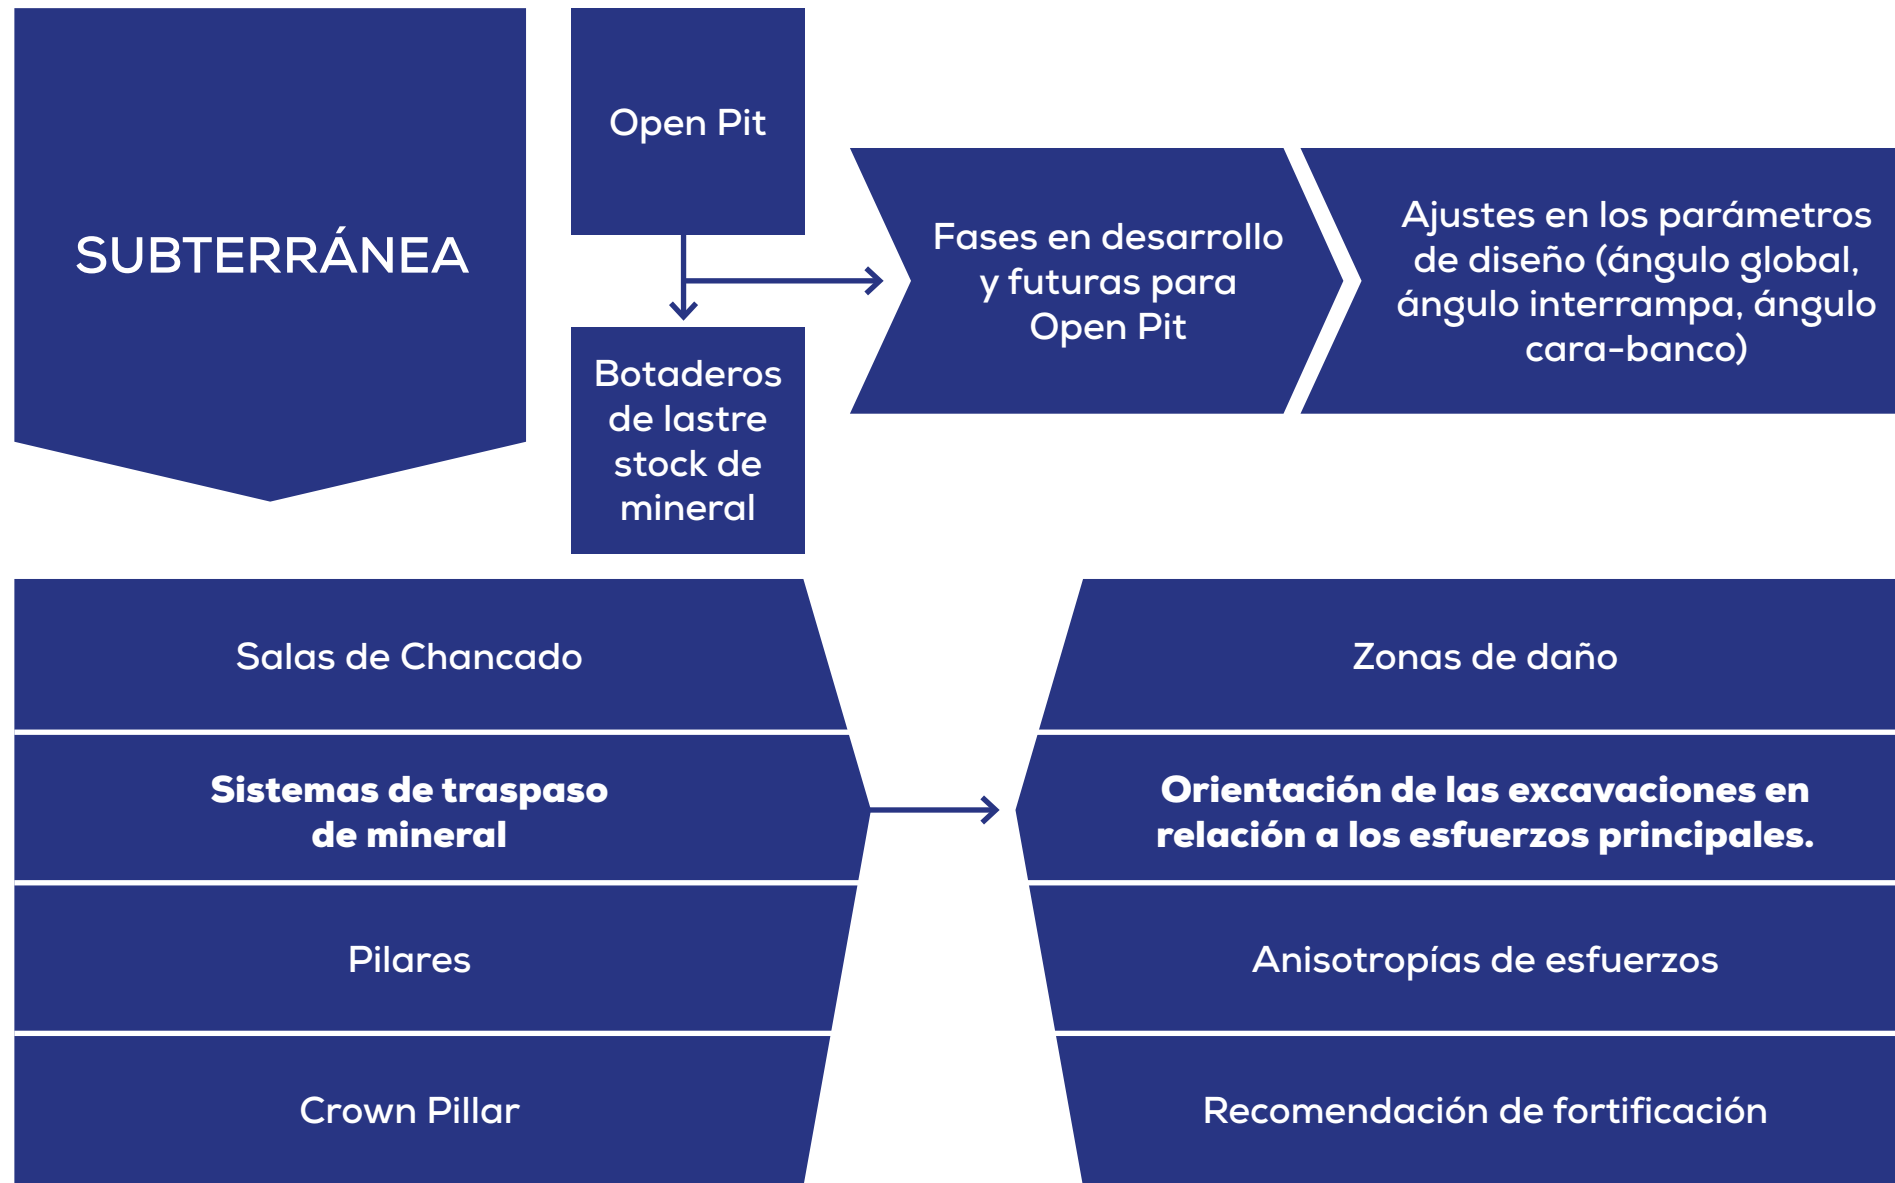 SUBTERRÁNEA
Open Pit
Botaderos
de lastre
stock de
mineral
Fases en desarrollo
y futuras para
Open Pit
Ajustes en los parámetros
de diseño (ángulo global,
ángulo interrampa, ángulo
cara-banco)
Salas de Chancado
Sistemas de traspaso
de mineral
Pilares
Crown Pillar
Zonas de daño
Orientación de las excavaciones en
relación a los esfuerzos principales.
Anisotropías de esfuerzos
Recomendación de fortificación